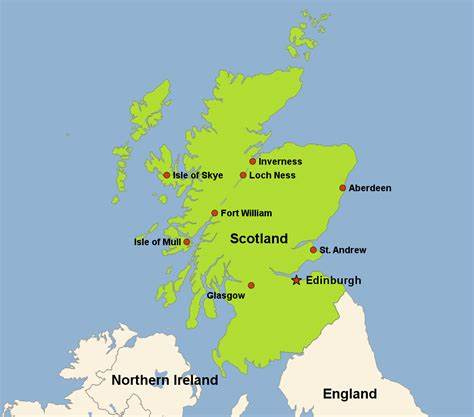 Inverness
Isle of Skye
Loch Ness
Aberdeen
Fort William
Isle of Mull
Scotland
St. Andrew
Edinburgh
Glasgow
Northern Ireland
England